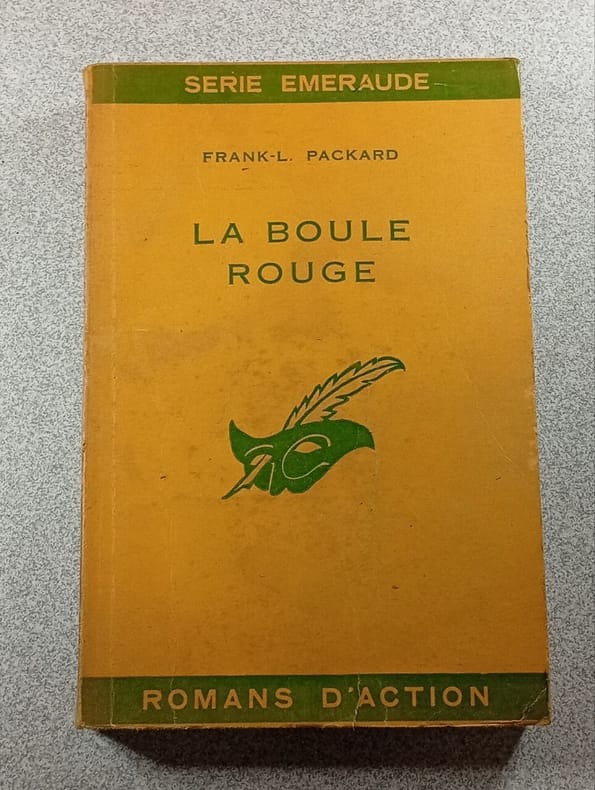 SERIE EMERAUDE
FRANK-L. PACKARD
LA BOULE
ROUGE
ROMANS D'ACTION